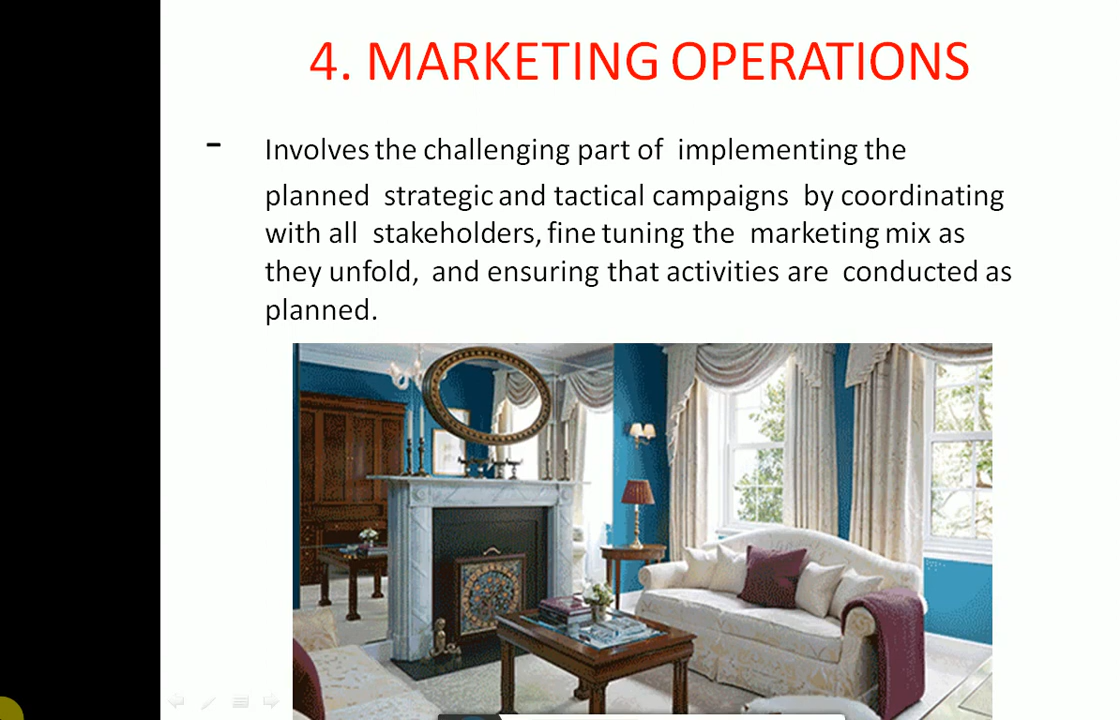 4. MARKETING OPERATIONS
- Involves the challenging part of implementing the
planned strategic and tactical campaigns by coordinating
with all stakeholders, fine tuning the marketing mix as
they unfold, and ensuring that activities are conducted as
planned.